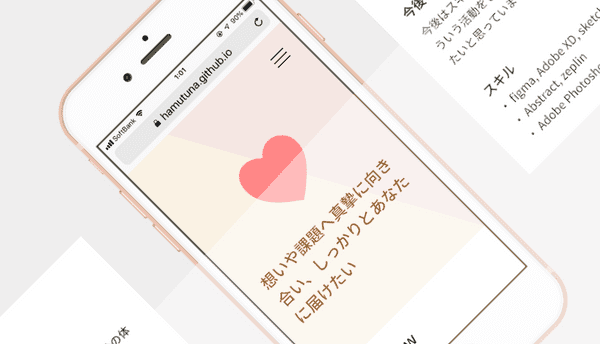 SoftBank
1:01
90%
hamutuna.github.io
想いや課題へ真摯に向き
合い、しっかりとあなた
に届けたい
今後
今後はスキ
ういう活動を
たいと思っていま
スキル
・figma, Adobe XD, sketch
・Abstract, zeplin
・Adobe Photosho
の体